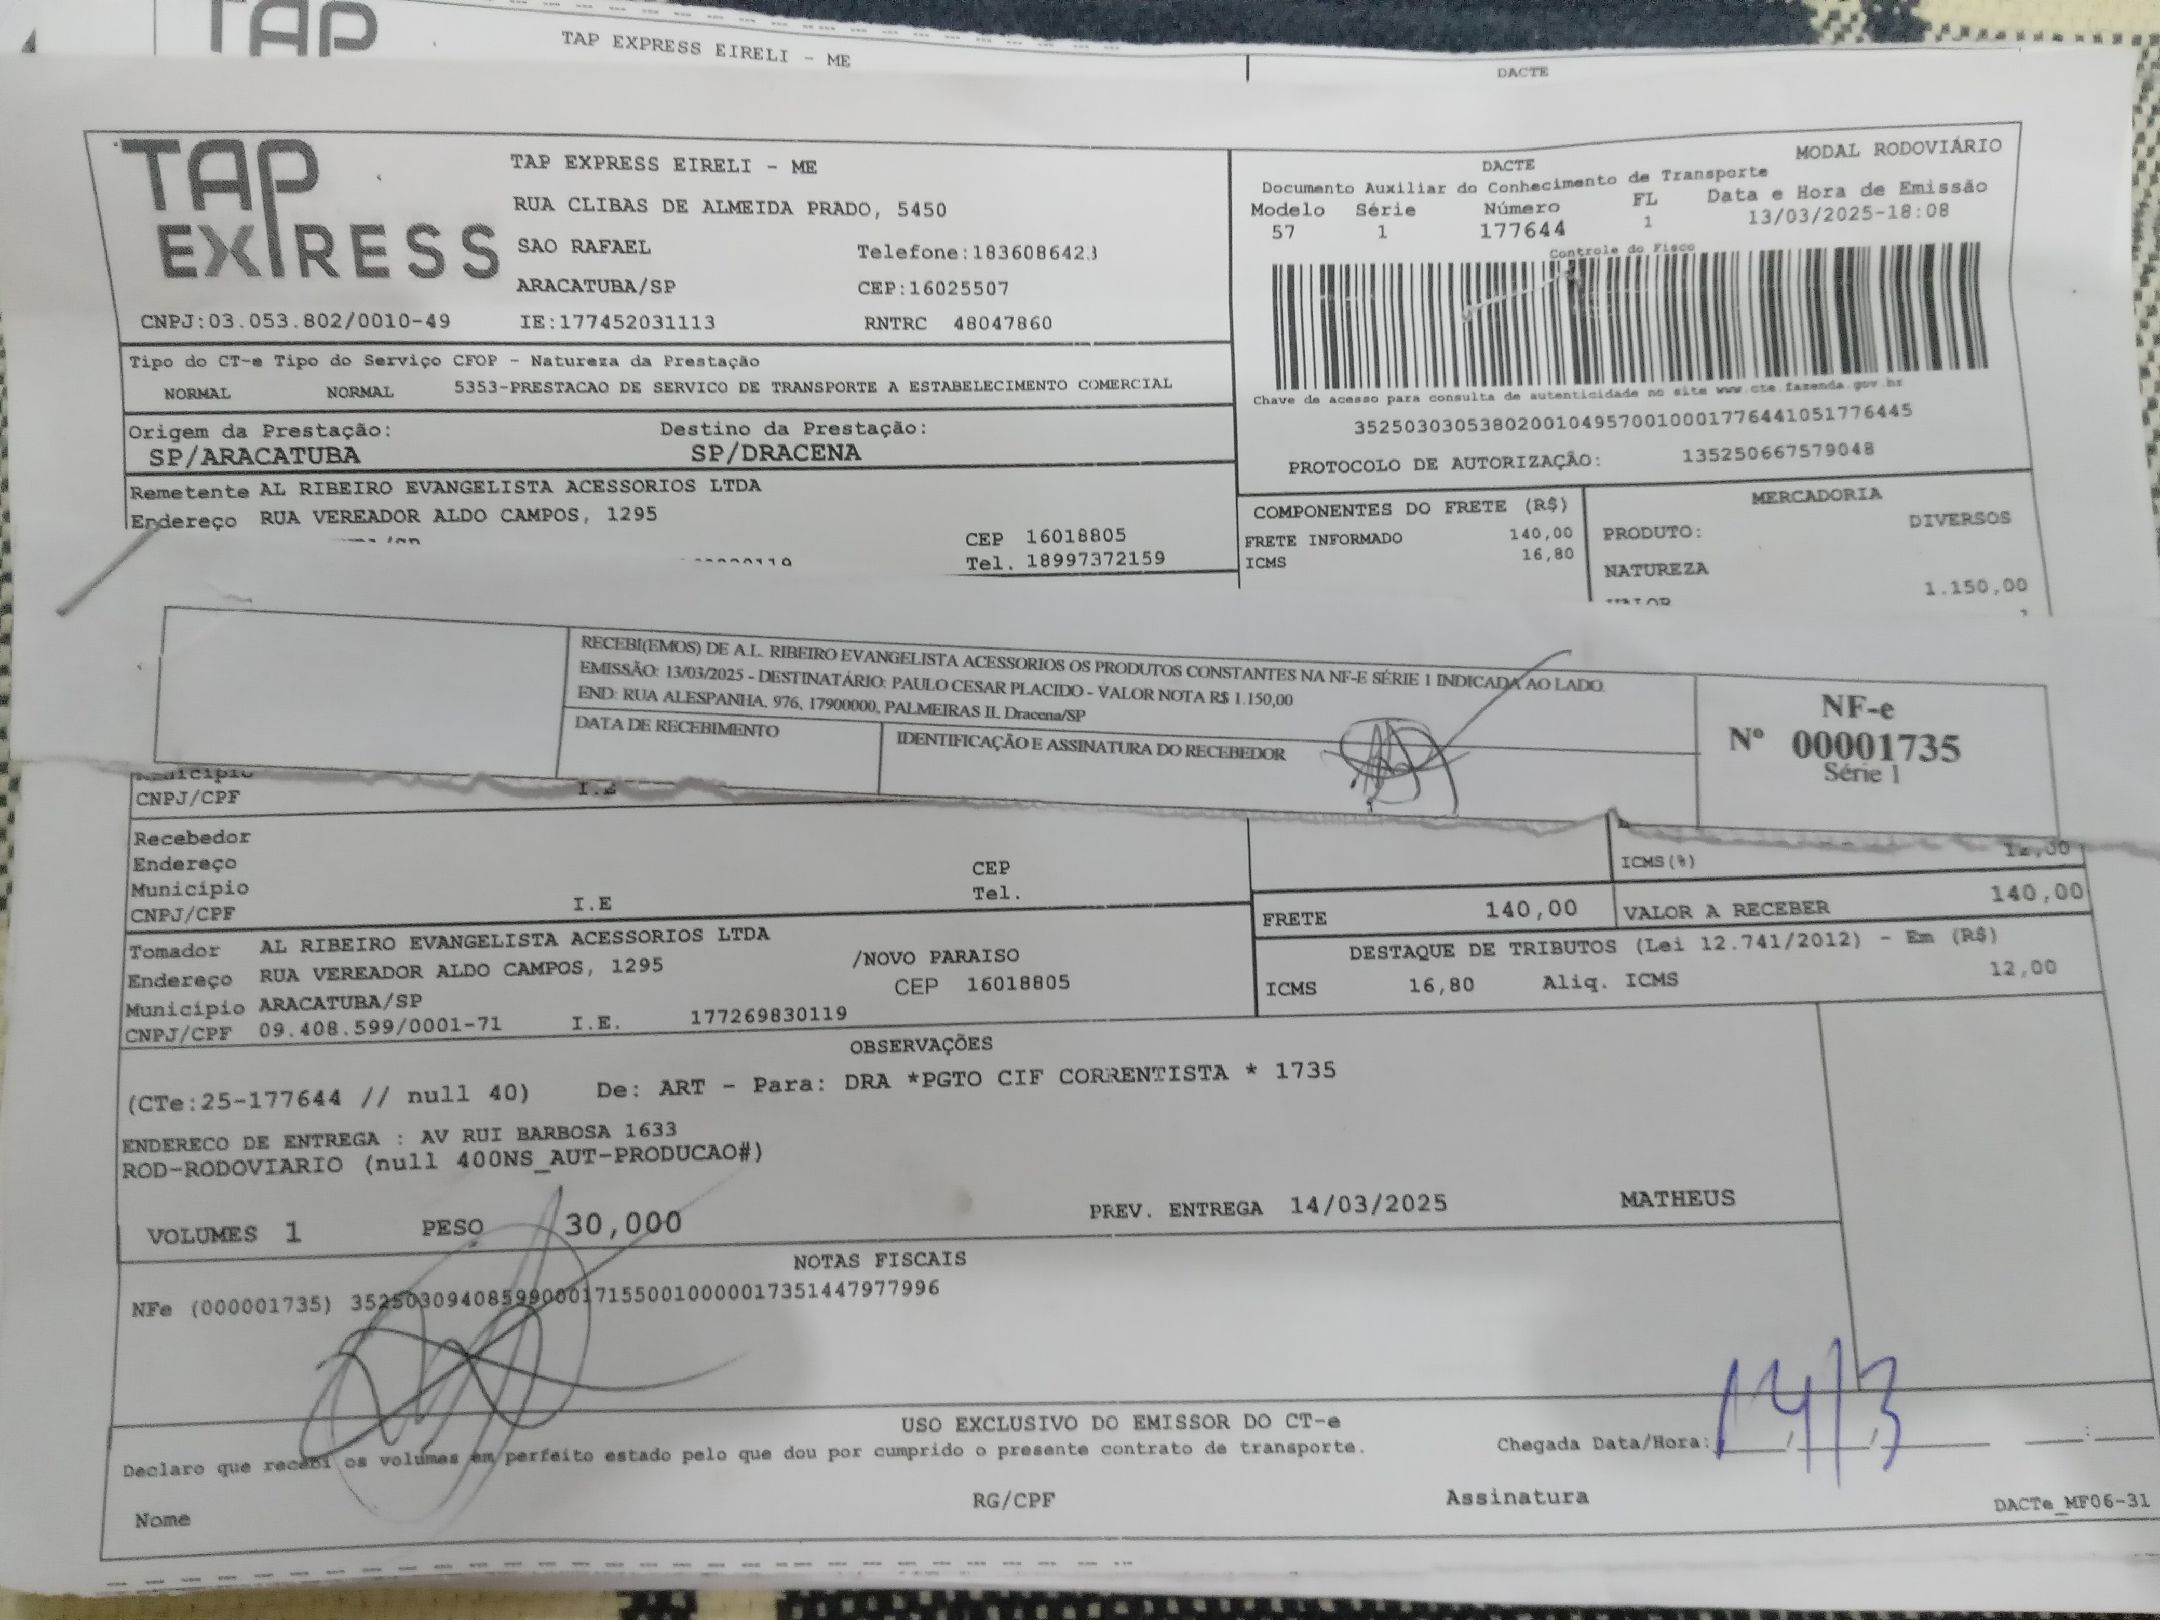 TAP
TAP EXPRESS EIRELI - ME
DACTE
TAP EXPRESS
TAP EXPRESS EIRELI - ME
RUA CLIBAS DE ALMEIDA PRADO, 5450
SAO RAFAEL Telefone:1836086423
ARACATUBA/SP CEP:16025507
CNPJ:03.053.802/0010-49 IE:177452031113 RNTRC 48047860
DACTE MODAL RODOVIÁRIO
Documento Auxiliar do Conhecimento de Transporte
Modelo Série Número FL Data e Hora de Emissão
57 1 177644 1 13/03/2025-18:08
Controle do Fisco
Chave de acesso para consulta de autenticidade no site www.cte.fazenda.gov.br
35250303053802001049570010001776441051776445
PROTOCOLO DE AUTORIZAÇÃO: 135250667579048
Tipo do CT-e Tipo do Serviço CFOP - Natureza da Prestação
NORMAL NORMAL 5353-PRESTACAO DE SERVICO DE TRANSPORTE A ESTABELECIMENTO COMERCIAL
Origem da Prestação: Destino da Prestação:
SP/ARACATUBA SP/DRACENA
Remetente AL RIBEIRO EVANGELISTA ACESSORIOS LTDA
Endereço RUA VEREADOR ALDO CAMPOS, 1295
CEP 16018805
Tel. 18997372159
COMPONENTES DO FRETE (R$)
FRETE INFORMADO 140,00
ICMS 16,80
MERCADORIA
PRODUTO: DIVERSOS
NATUREZA
VALOR 1.150,00
RECEBI(EMOS) DE A.L. RIBEIRO EVANGELISTA ACESSORIOS OS PRODUTOS CONSTANTES NA NF-E SÉRIE 1 INDICADA AO LADO.
EMISSÃO: 13/03/2025 - DESTINATÁRIO: PAULO CESAR PLACIDO - VALOR NOTA R$ 1.150,00
END: RUA ALESPANHA, 976, 17900000, PALMEIRAS II, Dracena/SP
DATA DE RECEBIMENTO IDENTIFICAÇÃO E ASSINATURA DO RECEBEDOR
NF-e
Nº 00001735
Série 1
Município
CNPJ/CPF I.E
Recebedor
Endereço CEP
Município Tel.
CNPJ/CPF I.E
ICMS(%) 12,00
FRETE 140,00 VALOR A RECEBER 140,00
Tomador AL RIBEIRO EVANGELISTA ACESSORIOS LTDA
Endereço RUA VEREADOR ALDO CAMPOS, 1295 /NOVO PARAISO
Município ARACATUBA/SP CEP 16018805
CNPJ/CPF 09.408.599/0001-71 I.E. 177269830119
DESTAQUE DE TRIBUTOS (Lei 12.741/2012) - Em (R$)
ICMS 16,80 Aliq. ICMS 12,00
OBSERVAÇÕES
(CTe:25-177644 // null 40) De: ART - Para: DRA *PGTO CIF CORRENTISTA * 1735
ENDERECO DE ENTREGA : AV RUI BARBOSA 1633
ROD-RODOVIARIO (null 400NS_AUT-PRODUCAO#)
VOLUMES 1 PESO 30,000 PREV. ENTREGA 14/03/2025 MATHEUS
NOTAS FISCAIS
NFe (000001735) 35250309408599000171550010000017351447977996
USO EXCLUSIVO DO EMISSOR DO CT-e
Declaro que recebi os volumes em perfeito estado pelo que dou por cumprido o presente contrato de transporte. Chegada Data/Hora: 14/3
Nome RG/CPF Assinatura
DACTe_MF06-31